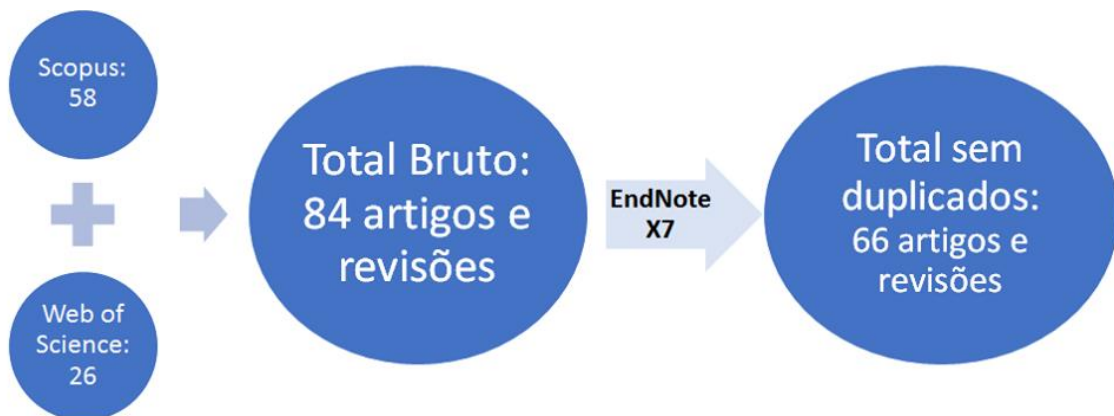 Scopus:
58
Web of
Science:
26
Total Bruto:
84 artigos e
revisões
EndNote
X7
Total sem
duplicados:
66 artigos e
revisões